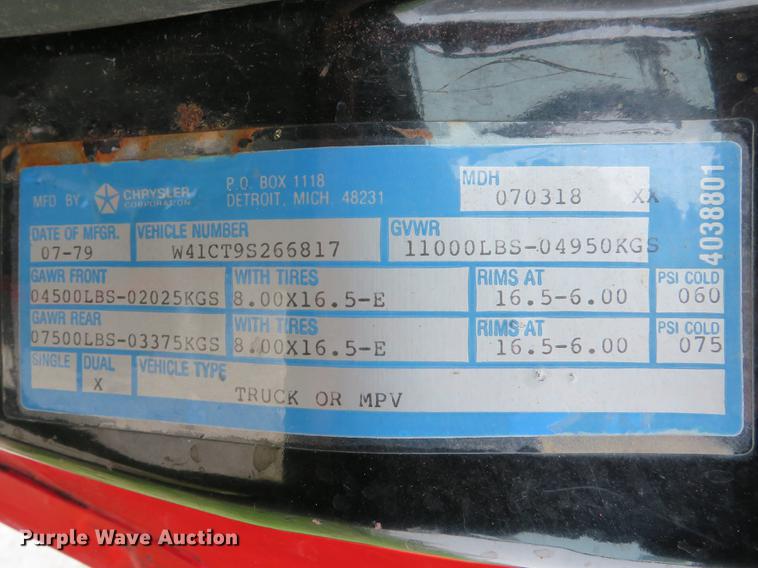 MFD BY CHRYSLER CORPORATION
P.O. BOX 1118
DETROIT, MICH 48231
MDH
070318 XX
4038801
DATE OF MFGR. VEHICLE NUMBER GVWR
07-79 W41CT9S266817 11000LBS-04950KGS
GAWR FRONT WITH TIRES RIMS AT PSI COLD
04500LBS-02025KGS 8.00X16.5-E 16.5-6.00 060
GAWR REAR WITH TIRES RIMS AT PSI COLD
07500LBS-03375KGS 8.00X16.5-E 16.5-6.00 075
SINGLE DUAL VEHICLE TYPE
X TRUCK OR MPV
Purple Wave Auction